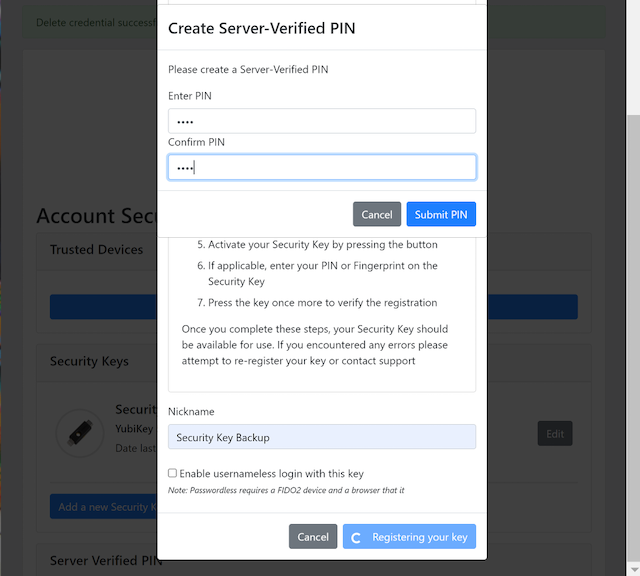 Delete credential successf
Create Server-Verified PIN
Please create a Server-Verified PIN
Enter PIN
••••
Confirm PIN
••••
Cancel
Submit PIN
Account Secu
Trusted Devices
5. Activate your Security Key by pressing the button
6. If applicable, enter your PIN or Fingerprint on the
Security Key
7. Press the key once more to verify the registration
Once you complete these steps, your Security Key should
be available for use. If you encountered any errors please
attempt to re-register your key or contact support
Security Keys
Nickname
Security Key Backup
Securit
YubiKey
Date last
Edit
Enable usernameless login with this key
Note: Passwordless requires a FIDO2 device and a browser that it
Add a new Security K
Cancel
Registering your key
Server Verified PIN